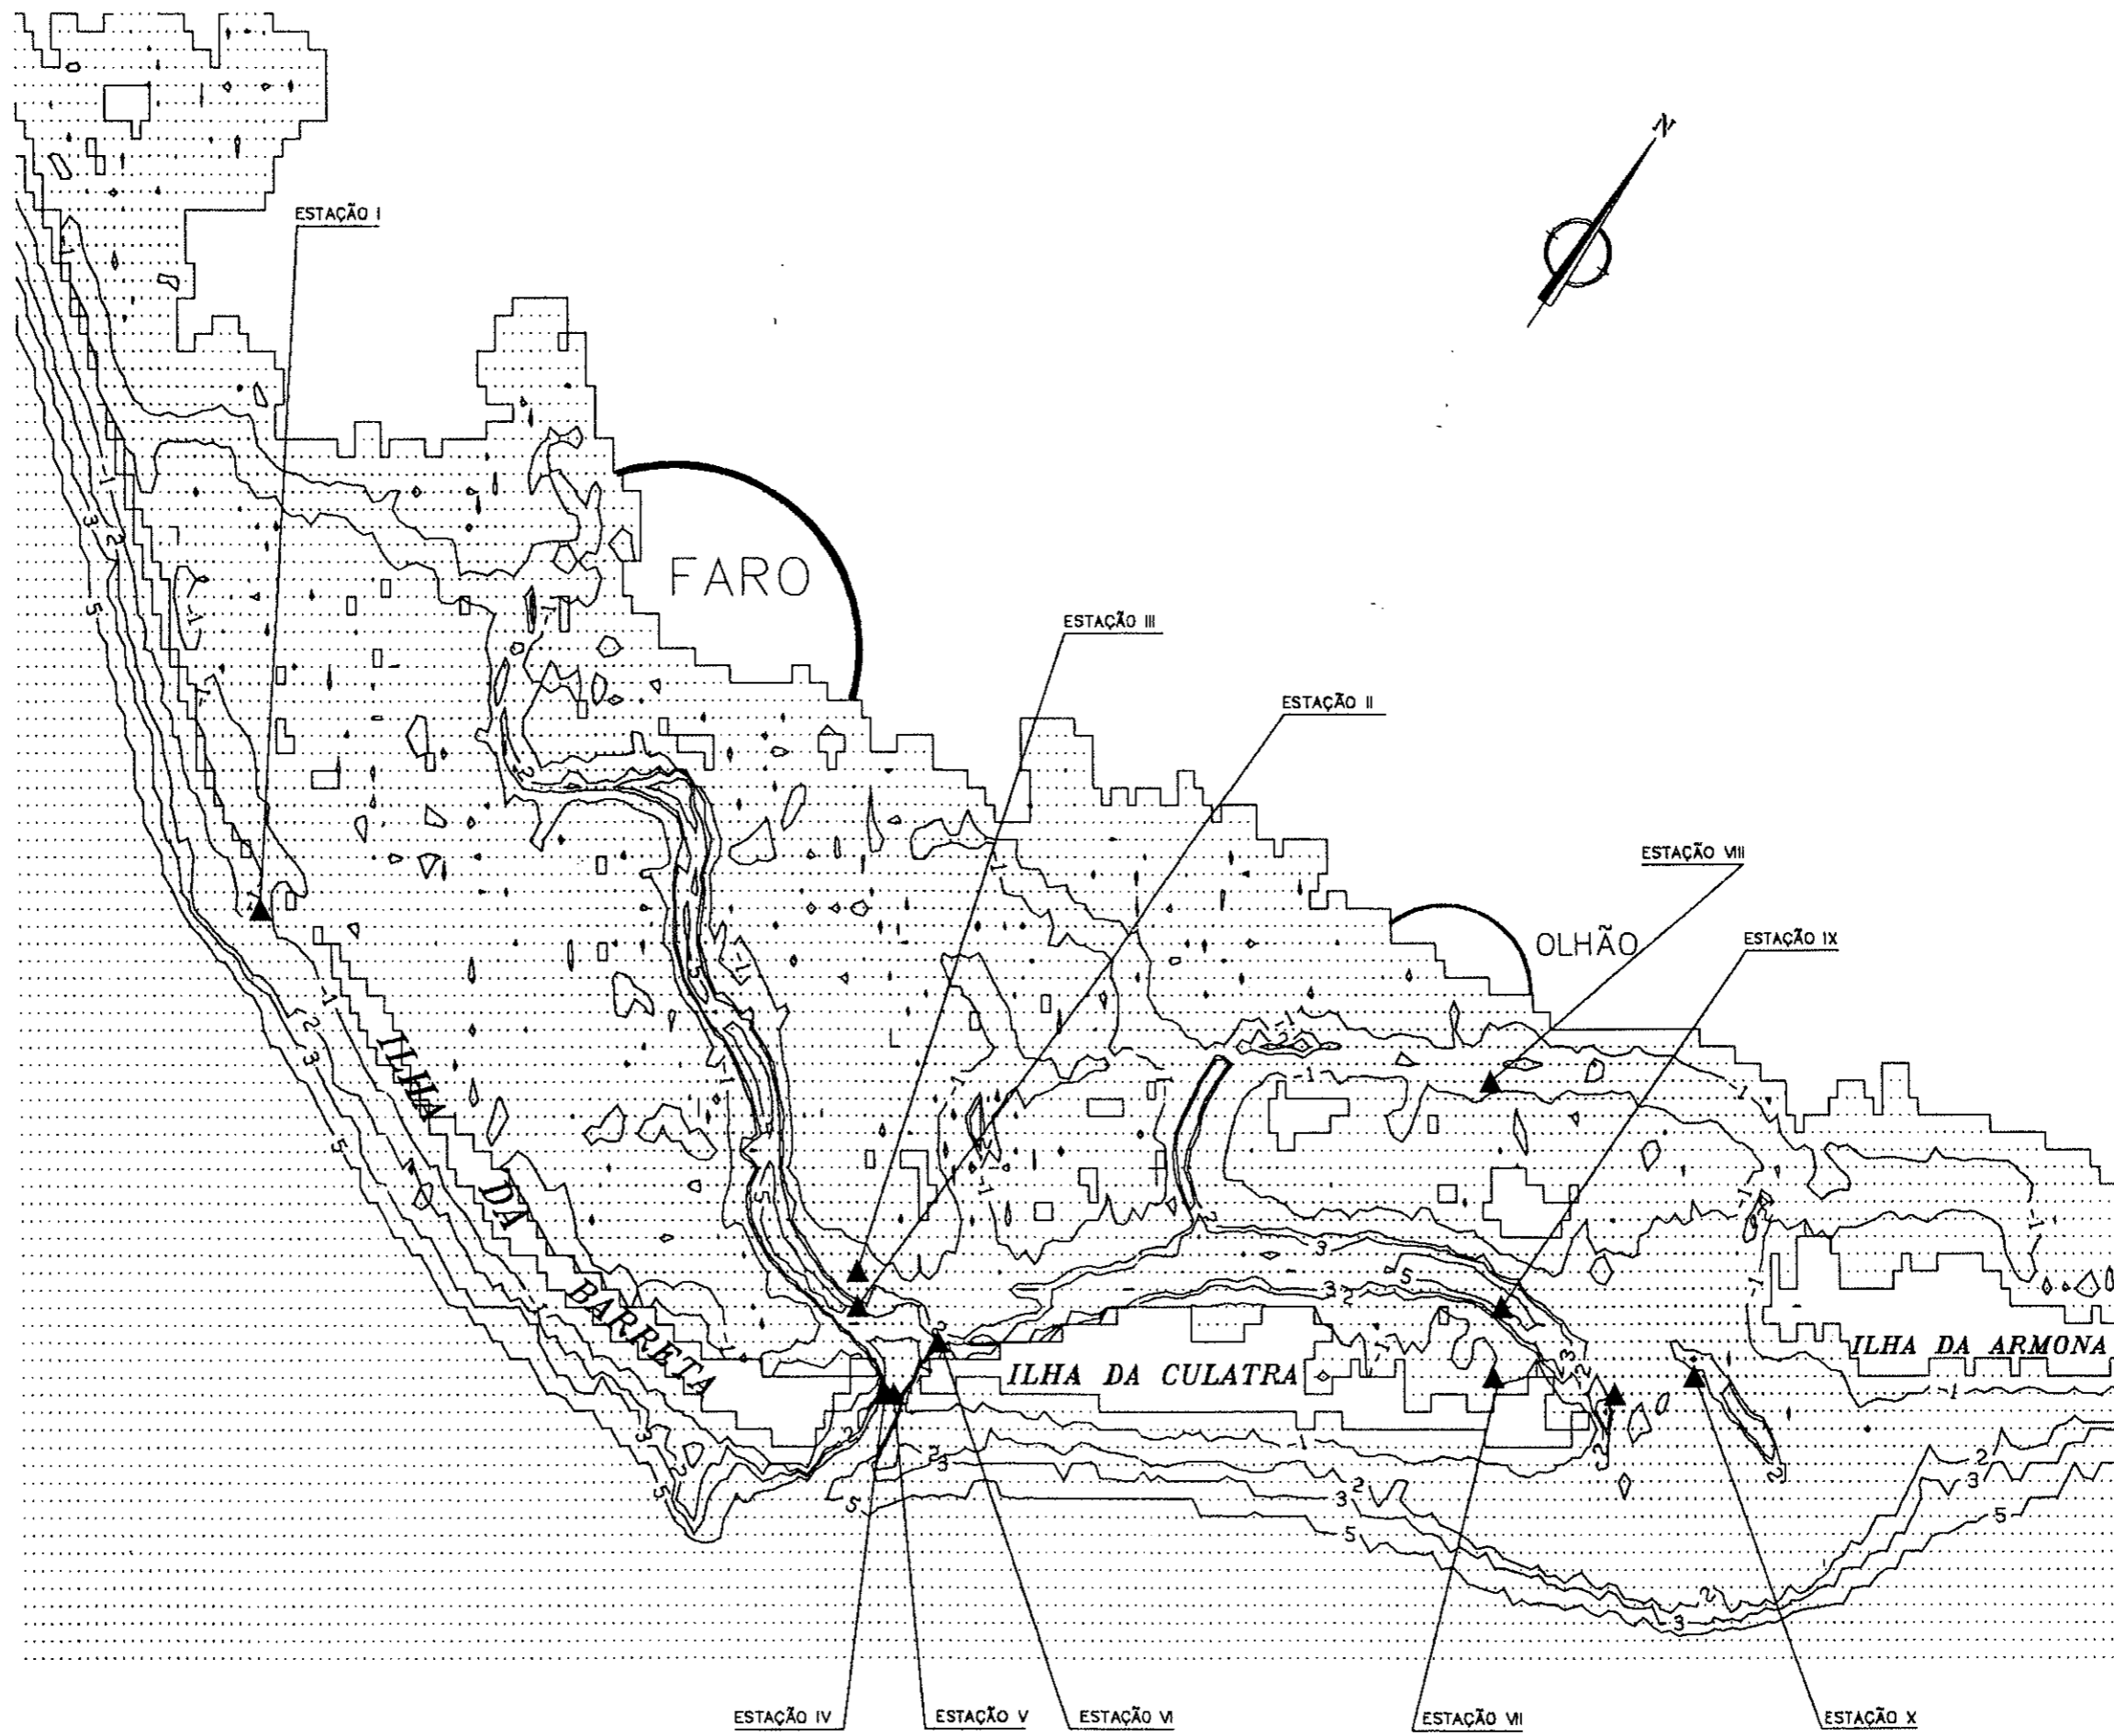 N
ESTAÇÃO I
FARO
ESTAÇÃO III
ESTAÇÃO II
ESTAÇÃO VIII
OLHÃO
ESTAÇÃO IX
ILHA DA BARRETA
ILHA DA CULATRA
ILHA DA ARMONA
ESTAÇÃO IV
ESTAÇÃO V
ESTAÇÃO VI
ESTAÇÃO VII
ESTAÇÃO X